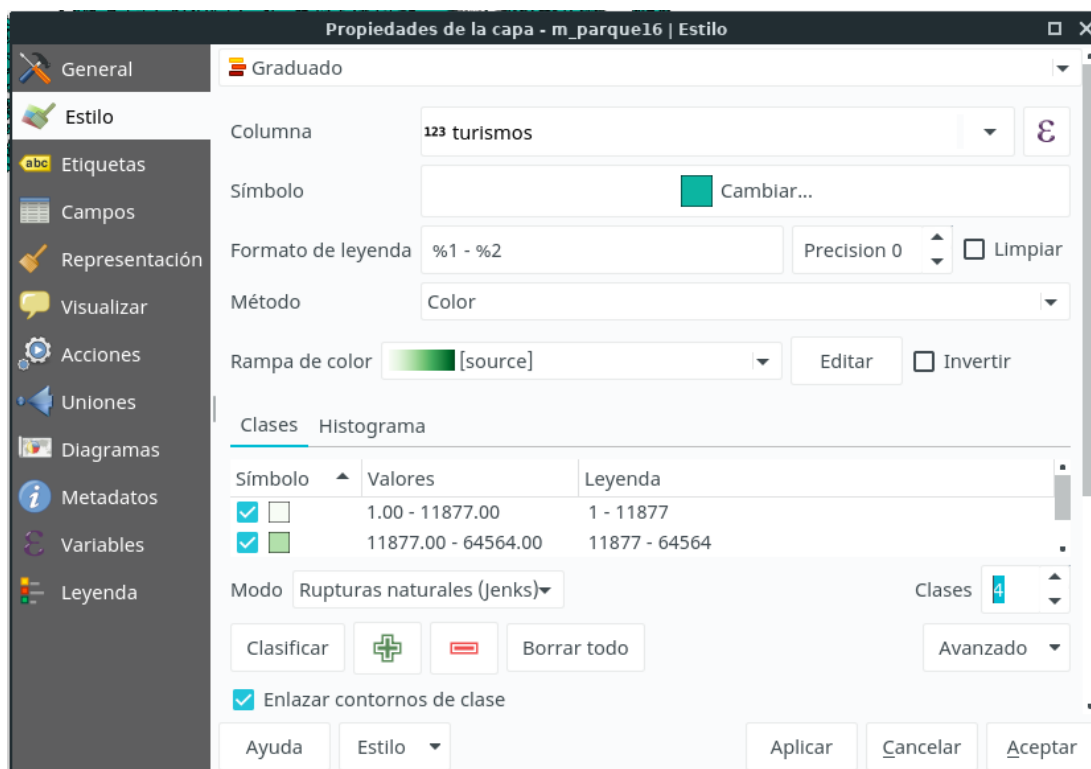 Propiedades de la capa - m_parque16 | Estilo
General
Estilo
Etiquetas
Campos
Representación
Visualizar
Acciones
Uniones
Diagramas
Metadatos
Variables
Leyenda
Graduado
Columna 123 turismos ε
Símbolo Cambiar...
Formato de leyenda %1 - %2 Precision 0 Limpiar
Método Color
Rampa de color [source] Editar Invertir
Clases Histograma
Símbolo Valores Leyenda
1.00 - 11877.00 1 - 11877
11877.00 - 64564.00 11877 - 64564
Modo Rupturas naturales (Jenks) Clases 4
Clasificar Borrar todo Avanzado
Enlazar contornos de clase
Ayuda Estilo Aplicar Cancelar Aceptar